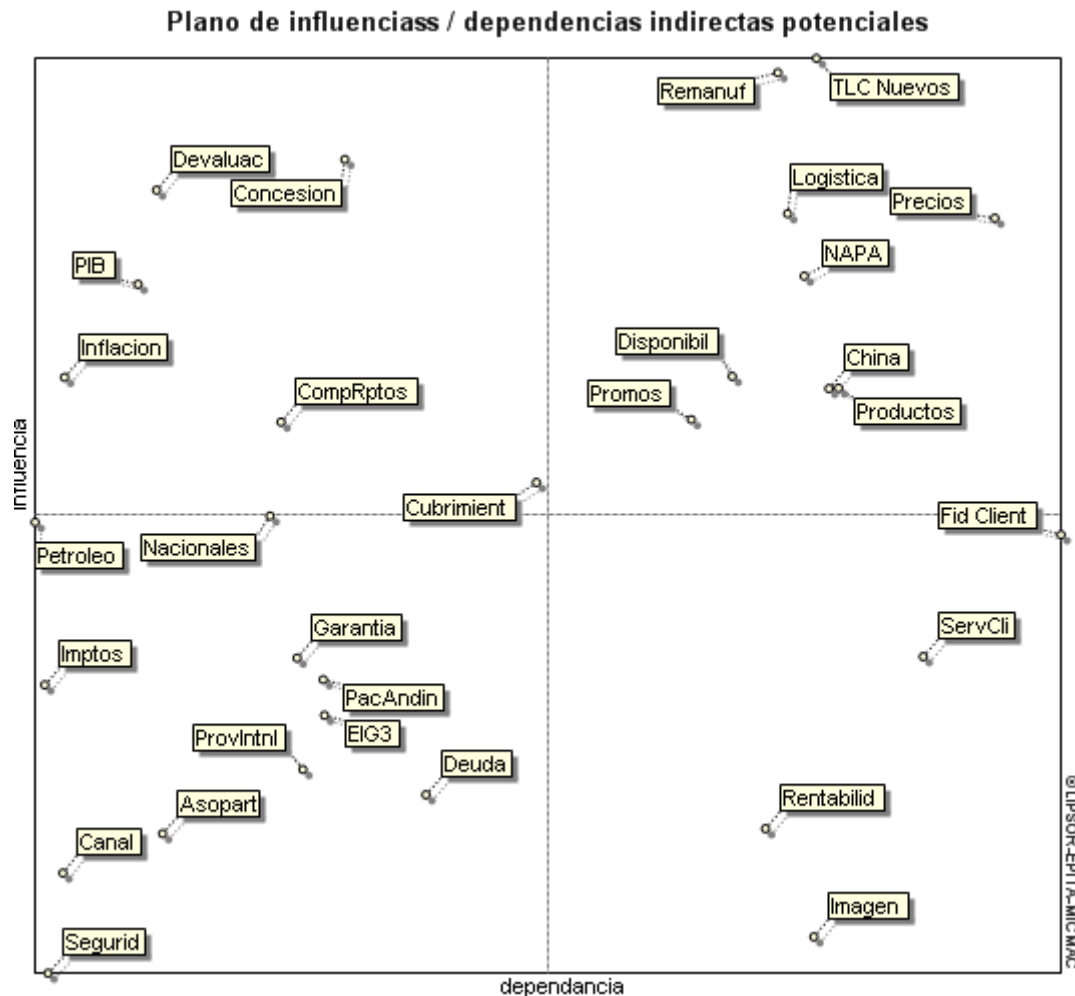 Plano de influenciass / dependencias indirectas potenciales
Remanuf
TLC Nuevos
Devaluac
Concesion
Logistica
Precios
PIB
NAPA
Inflacion
Disponibil
China
CompRptos
Promos
Productos
influencia
Cubrimient
Fid Client
Petroleo
Nacionales
Garantia
ServCli
Imptos
PacAndin
EIG3
ProvIntnl
Deuda
Rentabilid
Asopart
Canal
Imagen
Segurid
dependancia
© LIPSOR-EPITA-MICMAC